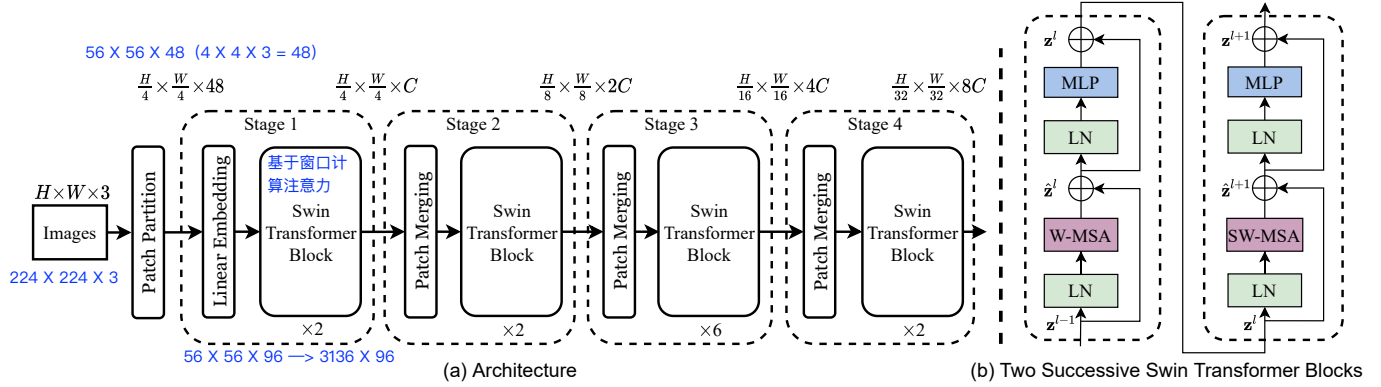 56 X 56 X 48（4 X 4 X 3 = 48）
H/4 × W/4 × 48
H/4 × W/4 × C
H/8 × W/8 × 2C
H/16 × W/16 × 4C
H/32 × W/32 × 8C
Stage 1
Stage 2
Stage 3
Stage 4
H×W×3
Images
224 X 224 X 3
Patch Partition
Linear Embedding
基于窗口计
算注意力
Swin
Transformer
Block
×2
56 X 56 X 96 —> 3136 X 96
Patch Merging
Swin
Transformer
Block
×2
Patch Merging
Swin
Transformer
Block
×6
Patch Merging
Swin
Transformer
Block
×2
(a) Architecture
z^l
MLP
LN
ẑ^l
W-MSA
LN
z^{l−1}
z^{l+1}
MLP
LN
ẑ^{l+1}
SW-MSA
LN
z^l
(b) Two Successive Swin Transformer Blocks